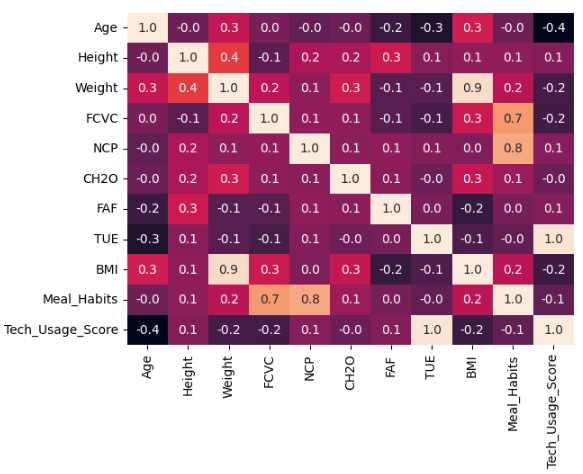 Age 1.0 -0.0 0.3 0.0 -0.0 -0.0 -0.2 -0.3 0.3 -0.0 -0.4
Height -0.0 1.0 0.4 -0.1 0.2 0.2 0.3 0.1 0.1 0.1 0.1
Weight 0.3 0.4 1.0 0.2 0.1 0.3 -0.1 -0.1 0.9 0.2 -0.2
FCVC 0.0 -0.1 0.2 1.0 0.1 0.1 -0.1 -0.1 0.3 0.7 -0.2
NCP -0.0 0.2 0.1 0.1 1.0 0.1 0.1 0.1 0.0 0.8 0.1
CH2O -0.0 0.2 0.3 0.1 0.1 1.0 0.1 -0.0 0.3 0.1 -0.0
FAF -0.2 0.3 -0.1 -0.1 0.1 0.1 1.0 0.0 -0.2 0.0 0.1
TUE -0.3 0.1 -0.1 -0.1 0.1 -0.0 0.0 1.0 -0.1 -0.0 1.0
BMI 0.3 0.1 0.9 0.3 0.0 0.3 -0.2 -0.1 1.0 0.2 -0.2
Meal_Habits -0.0 0.1 0.2 0.7 0.8 0.1 0.0 -0.0 0.2 1.0 -0.1
Tech_Usage_Score -0.4 0.1 -0.2 -0.2 0.1 -0.0 0.1 1.0 -0.2 -0.1 1.0
Age Height Weight FCVC NCP CH2O FAF TUE BMI Meal_Habits Tech_Usage_Score